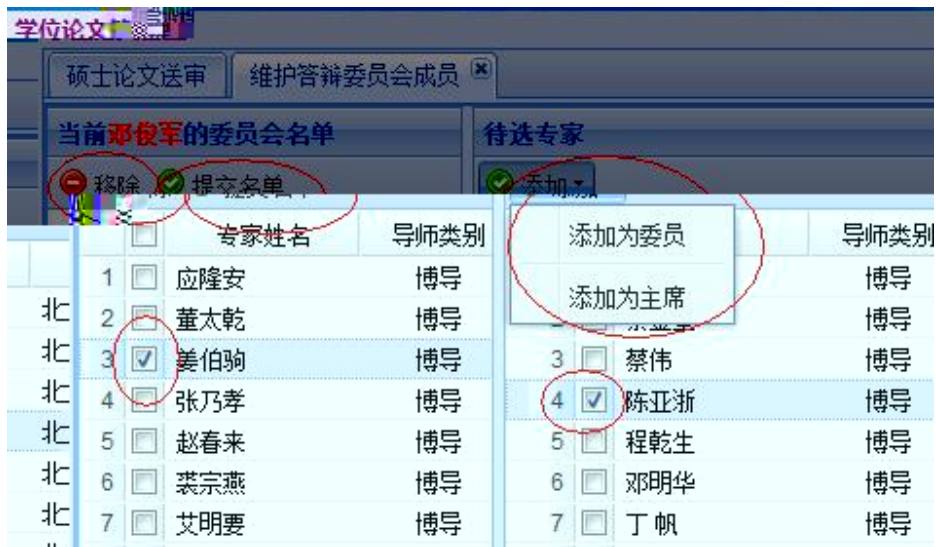 学位论文
硕士论文送审 维护答辩委员会成员
当前邓俊军的委员会名单 待选专家
移除 提交名单 添加
专家姓名 导师类别 导师类别
添加为委员
添加为主席
1 应隆安 博导 博导
北 2 董太乾 博导 博导
北 3 姜伯驹 博导 3 蔡伟 博导
北 4 张乃孝 博导 4 陈亚浙 博导
北 5 赵春来 博导 5 程乾生 博导
北 6 裘宗燕 博导 6 邓明华 博导
北 7 艾明要 博导 7 丁帆 博导